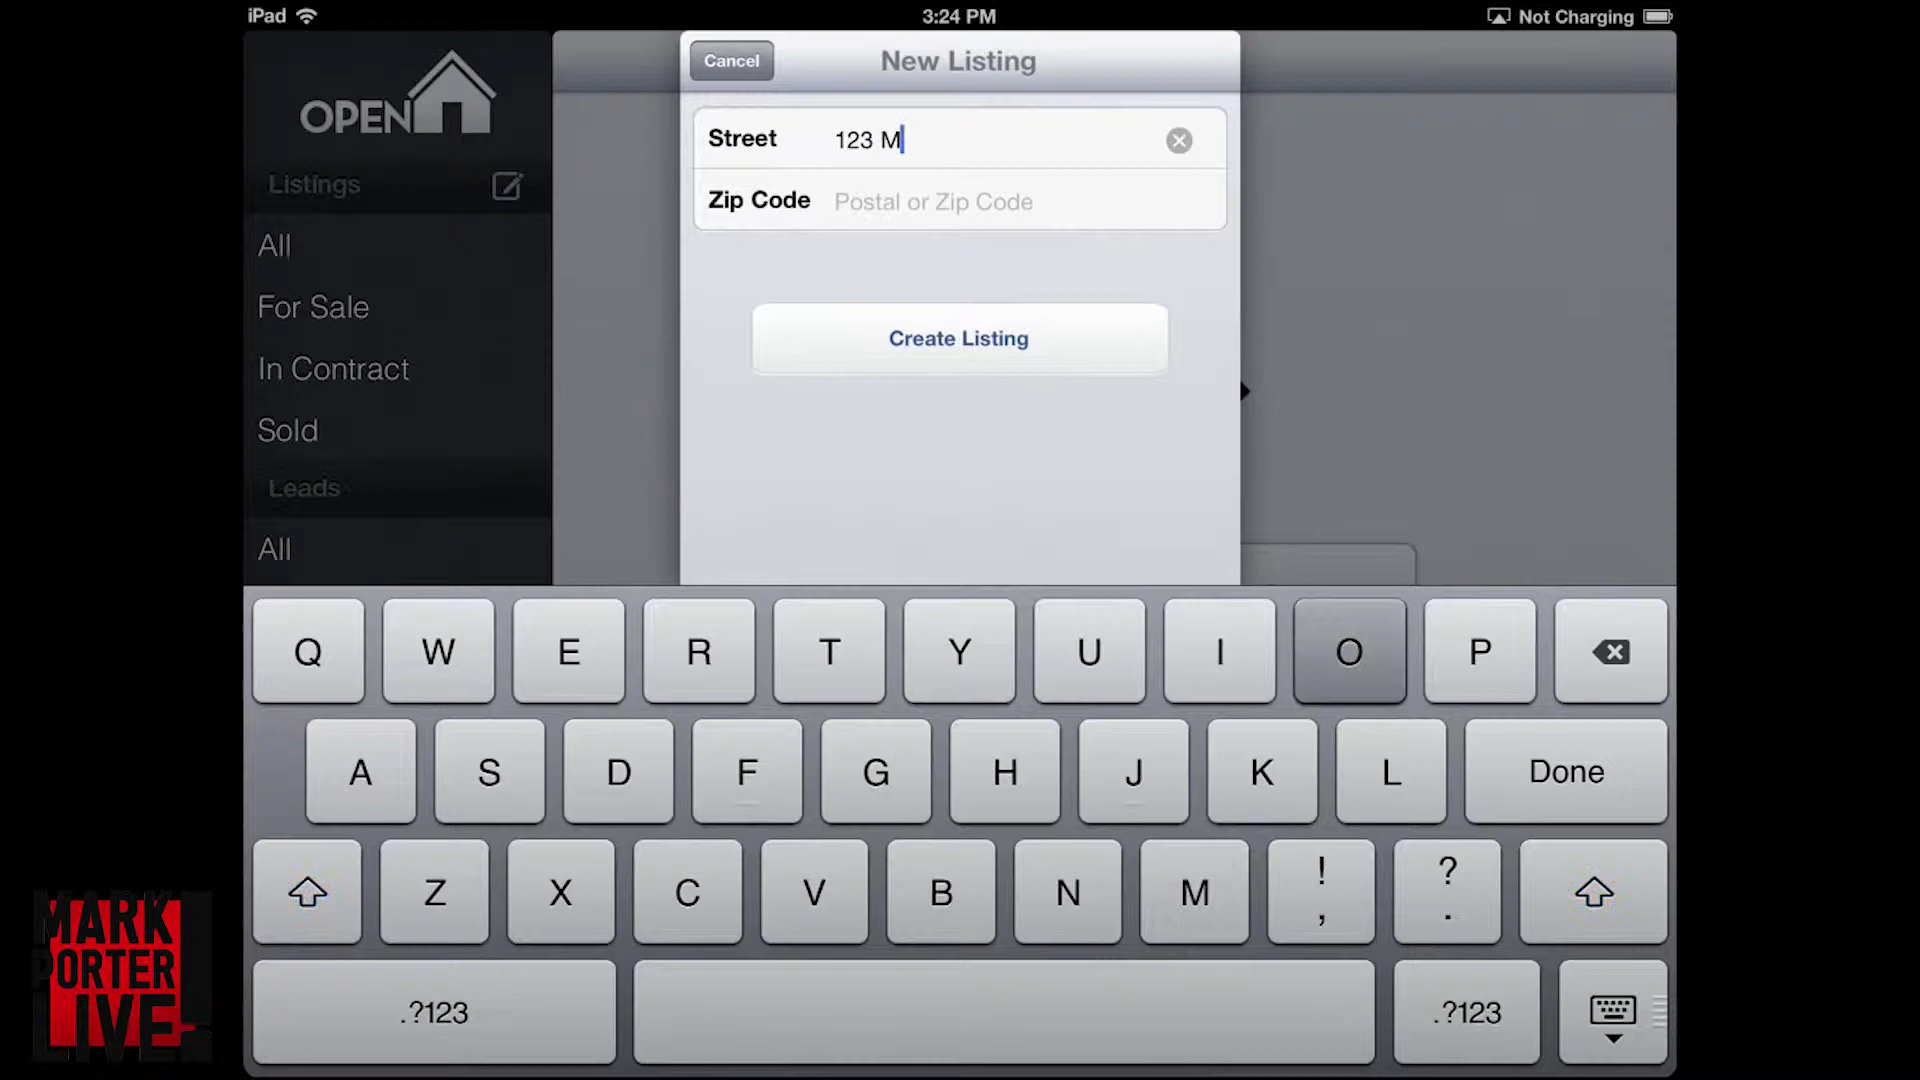 iPad
3:24 PM
Not Charging
OPEN
Cancel
New Listing
Street 123 M
Zip Code Postal or Zip Code
Create Listing
Listings
All
For Sale
In Contract
Sold
Leads
All
Q W E R T Y U I O P
A S D F G H J K L Done
Z X C V B N M ! , ? .
.?123 .?123
MARK
PORTER
LIVE!